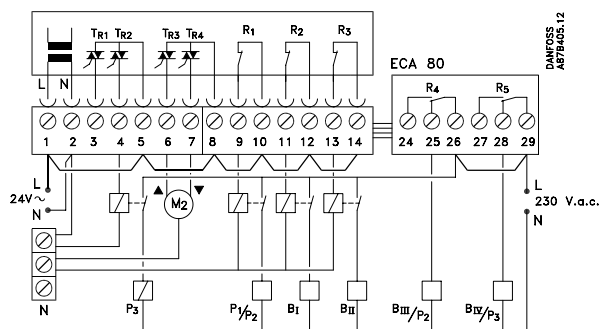 DANFOSS
A87B405.12
TR1 TR2 TR3 TR4 R1 R2 R3
ECA 80
L N
R4 R5
1 2 3 4 5 6 7 8 9 10 11 12 13 14
24 25 26 27 28 29
L
24V~
N
M2
L
230 V.a.c.
N
N
P3
P1/P2
BI
BII
BIII/P2
BIV/P3